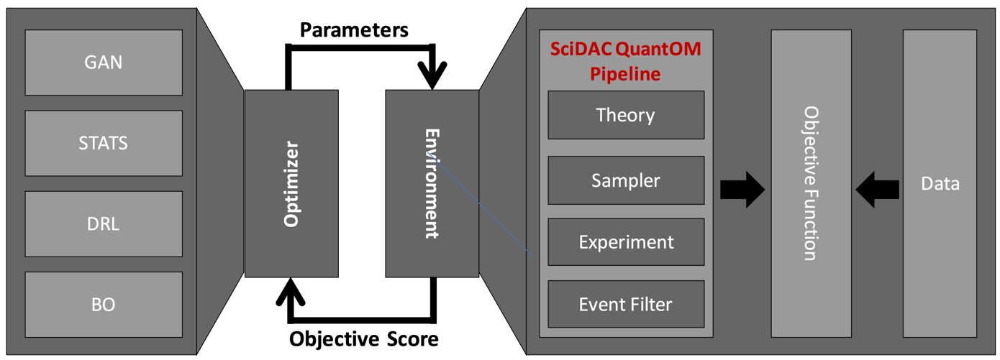 GAN
STATS
DRL
BO
Optimizer
Parameters
Objective Score
Environment
SciDAC QuantOM
Pipeline
Theory
Sampler
Experiment
Event Filter
Objective Function
Data